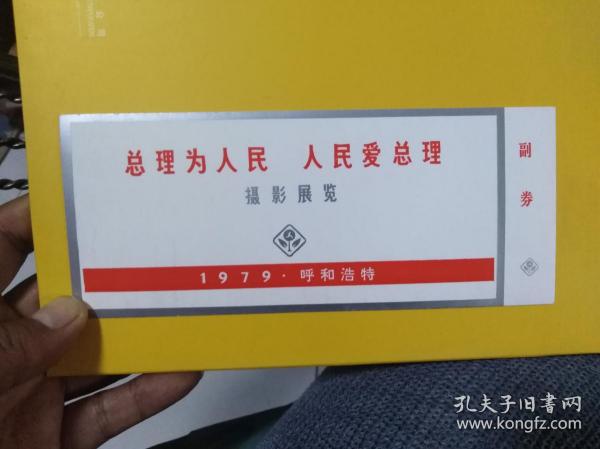 总理为人民 人民爱总理
摄影展览
1979·呼和浩特
副券
孔夫子旧書网
www.kongfz.com